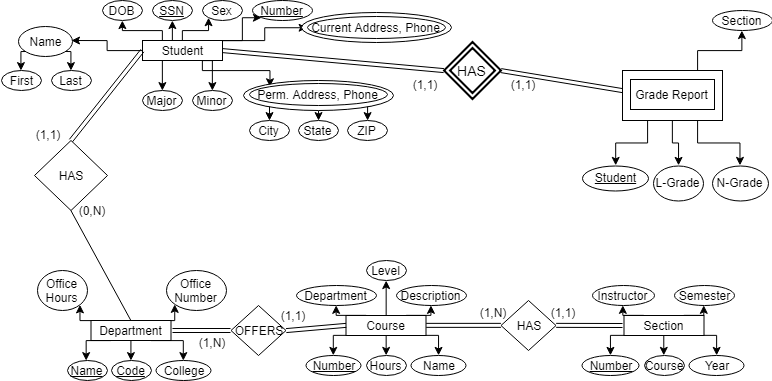 DOB
SSN
Sex
Number
Section
Current Address, Phone
Name
Student
HAS
First
Last
Major
Minor
Perm. Address, Phone
(1,1)
(1,1)
Grade Report
City
State
ZIP
(1,1)
HAS
Student
L-Grade
N-Grade
(0,N)
Office
Hours
Office
Number
Level
Department
Description
Instructor
Semester
(1,1)
(1,N)
(1,1)
Department
OFFERS
Course
HAS
Section
(1,N)
Name
Code
College
Number
Hours
Name
Number
Course
Year